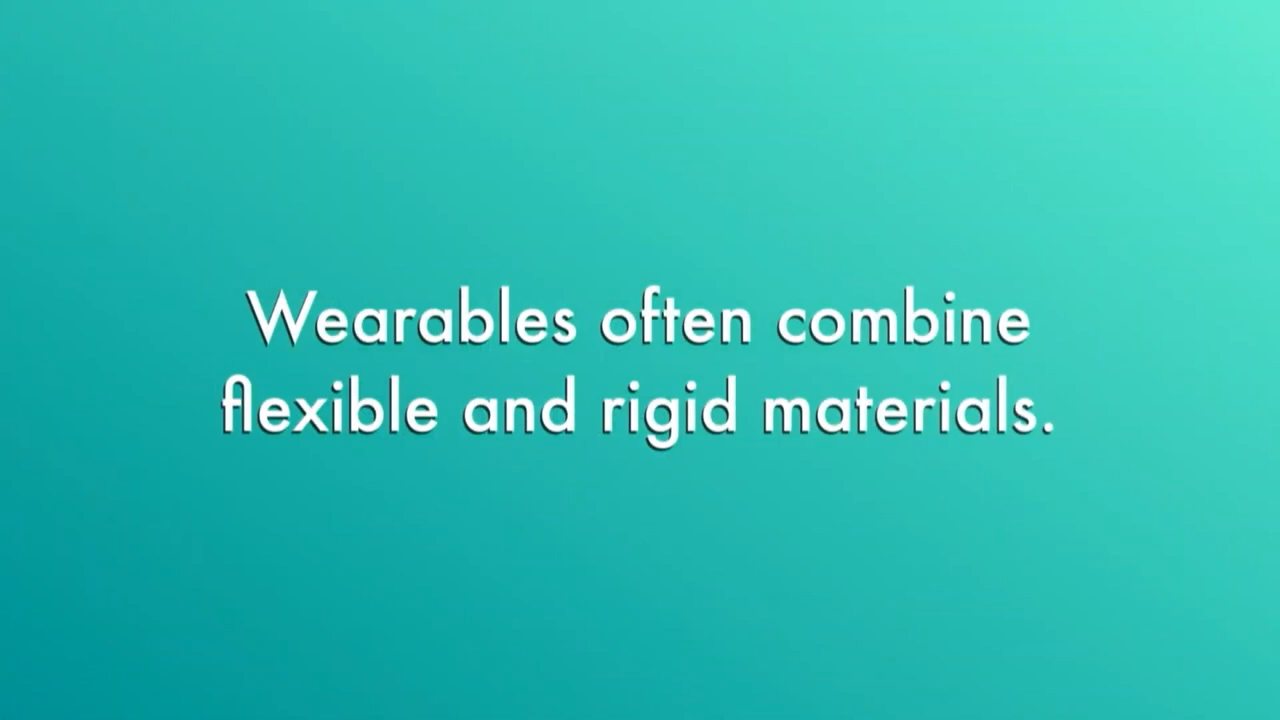 Wearables often combine
flexible and rigid materials.